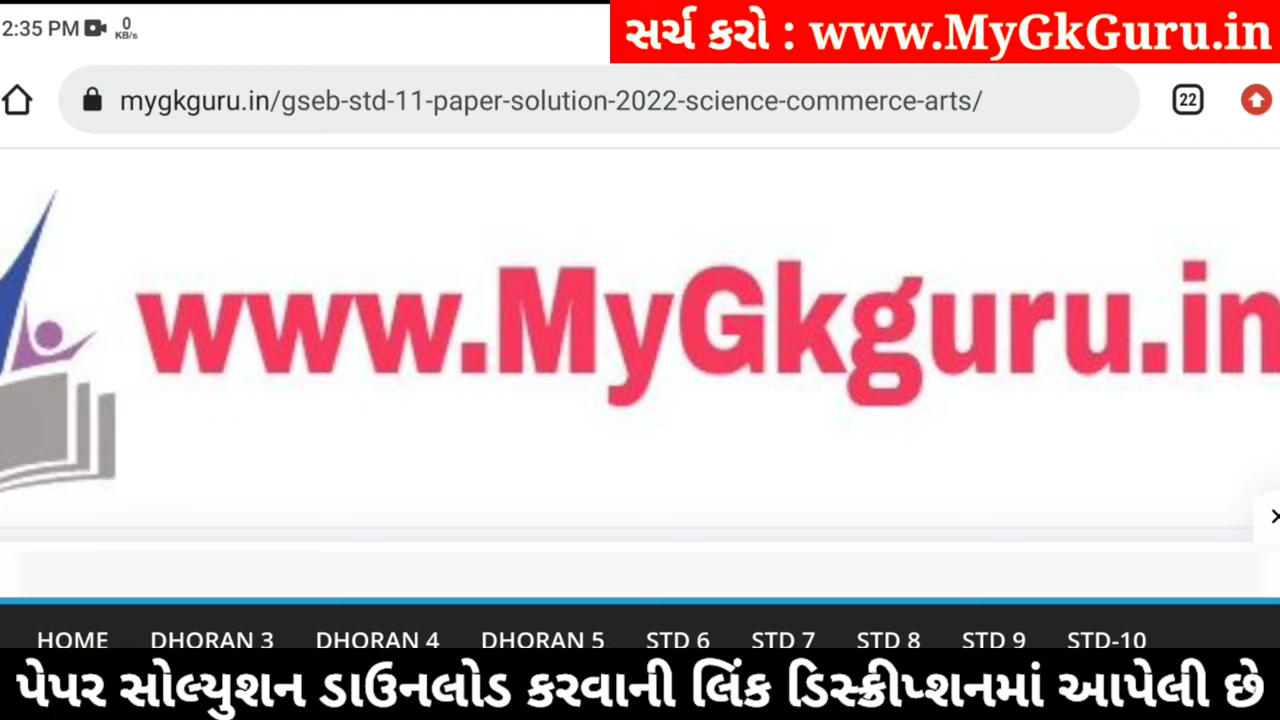 2:35 PM 0 KB/s
સર્ચ કરો : www.MyGkGuru.in
mygkguru.in/gseb-std-11-paper-solution-2022-science-commerce-arts/
22
www.MyGkguru.in
HOME DHORAN 3 DHORAN 4 DHORAN 5 STD 6 STD 7 STD 8 STD 9 STD-10
પેપર સોલ્યુશન ડાઉનલોડ કરવાની લિંક ડિસ્ક્રીપ્શનમાં આપેલી છે